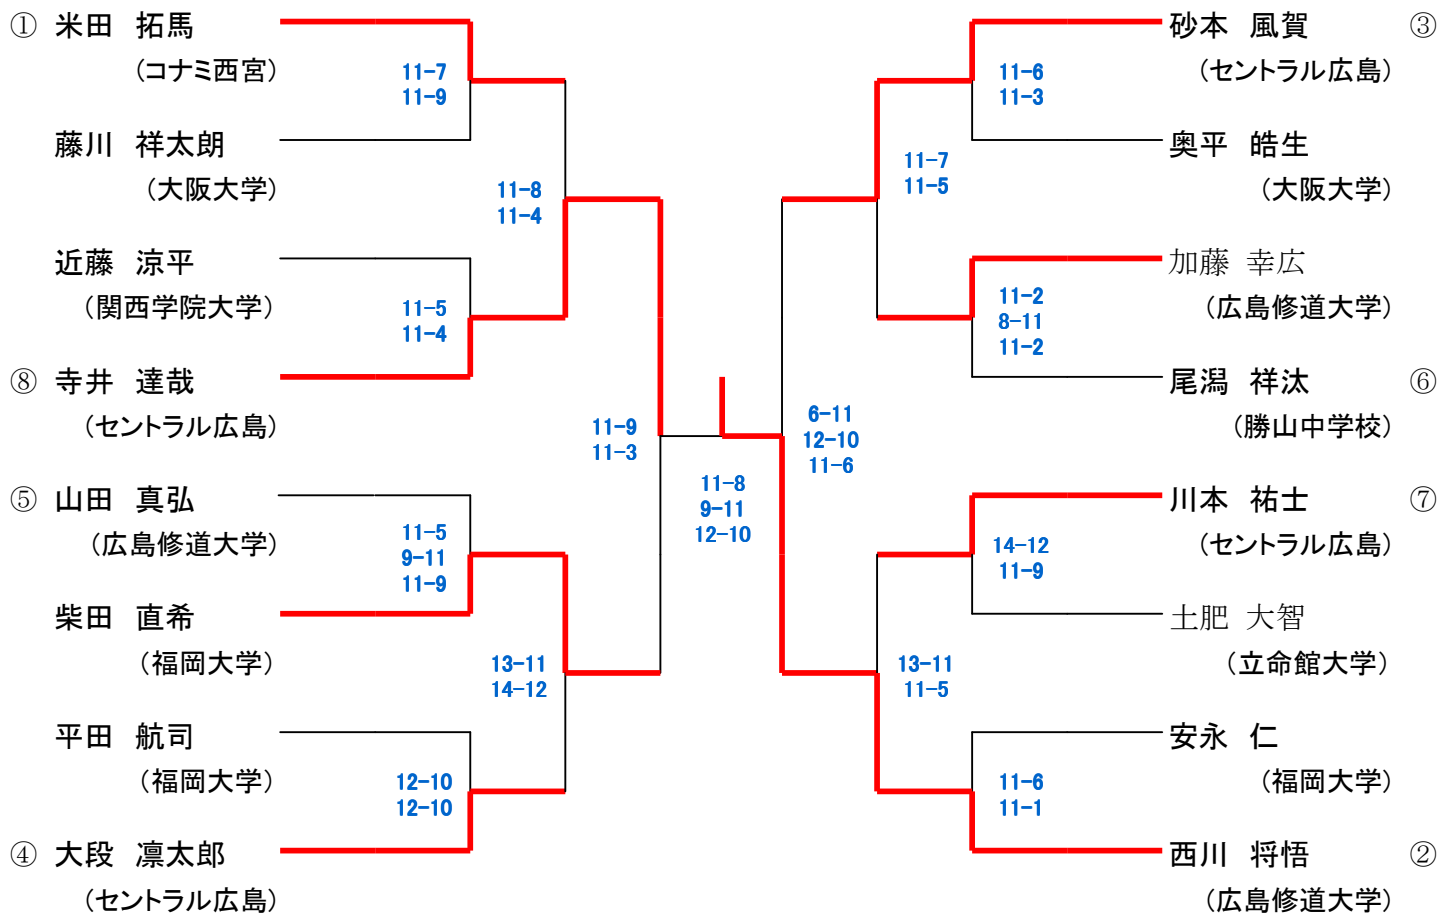 ① 米田 拓馬
(コナミ西宮)
11-7
11-9
藤川 祥太朗
(大阪大学)
11-8
11-4
近藤 涼平
(関西学院大学)
11-5
11-4
⑧ 寺井 達哉
(セントラル広島)
11-9
11-3
⑤ 山田 真弘
(広島修道大学)
11-5
9-11
11-9
柴田 直希
(福岡大学)
13-11
14-12
平田 航司
(福岡大学)
12-10
12-10
④ 大段 凛太郎
(セントラル広島)
11-8
9-11
12-10
砂本 風賀 ③
(セントラル広島)
11-6
11-3
奥平 皓生
(大阪大学)
11-7
11-5
加藤 幸広
(広島修道大学)
11-2
8-11
11-2
尾潟 祥汰 ⑥
(勝山中学校)
6-11
12-10
11-6
川本 祐士 ⑦
(セントラル広島)
14-12
11-9
土肥 大智
(立命館大学)
13-11
11-5
安永 仁
(福岡大学)
11-6
11-1
西川 将悟 ②
(広島修道大学)